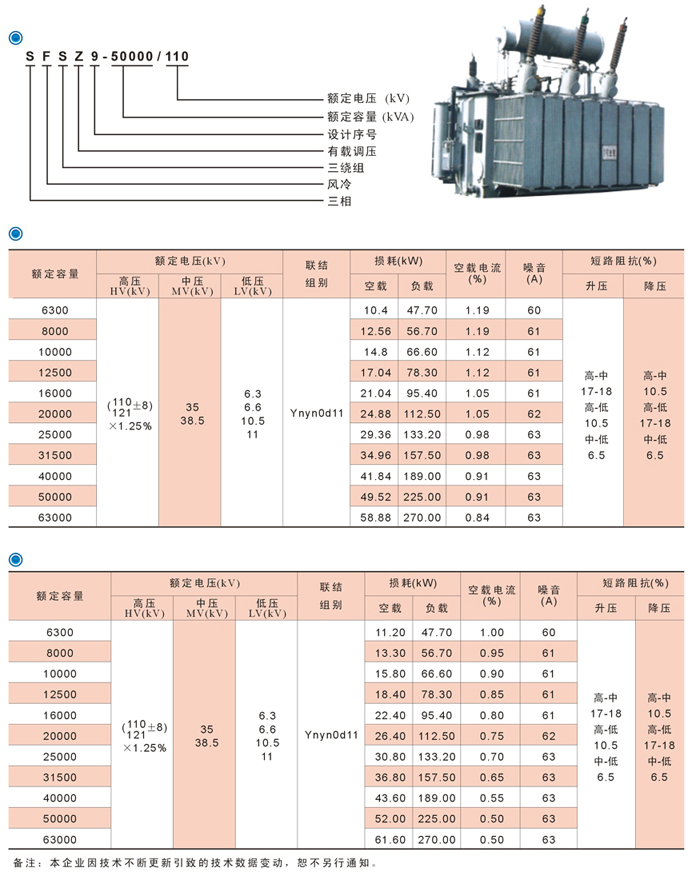 SFSZ9-50000/110
额定电压 (kV)
额定容量 (kVA)
设计序号
有载调压
三绕组
风冷
三相
额定容量 额定电压(kV) 联结组别 损耗(kW) 空载电流(%) 噪音(A) 短路阻抗(%)
高压HV(kV) 中压MV(kV) 低压LV(kV) 空载 负载 升压 降压
6300 10.4 47.70 1.19 60
8000 12.56 56.70 1.19 61
10000 14.8 66.60 1.12 61
12500 17.04 78.30 1.12 61
16000 21.04 95.40 1.05 61
20000 24.88 112.50 1.05 62
25000 29.36 133.20 0.98 63
31500 34.96 157.50 0.98 63
40000 41.84 189.00 0.91 63
50000 49.52 225.00 0.91 63
63000 58.88 270.00 0.84 63
(110±8)
121
×1.25%
35
38.5
6.3
6.6
10.5
11
Ynyn0d11
高-中
17-18
高-低
10.5
中-低
6.5
高-中
10.5
高-低
17-18
中-低
6.5
额定容量 额定电压(kV) 联结组别 损耗(kW) 空载电流(%) 噪音(A) 短路阻抗(%)
高压HV(kV) 中压MV(kV) 低压LV(kV) 空载 负载 升压 降压
6300 11.20 47.70 1.00 60
8000 13.30 56.70 0.95 61
10000 15.80 66.60 0.90 61
12500 18.40 78.30 0.85 61
16000 22.40 95.40 0.80 61
20000 26.40 112.50 0.75 62
25000 30.80 133.20 0.70 63
31500 36.80 157.50 0.65 63
40000 43.60 189.00 0.55 63
50000 52.00 225.00 0.50 63
63000 61.60 270.00 0.50 63
(110±8)
121
×1.25%
35
38.5
6.3
6.6
10.5
11
Ynyn0d11
高-中
17-18
高-低
10.5
中-低
6.5
高-中
10.5
高-低
17-18
中-低
6.5
备注：本企业因技术不断更新引致的技术数据变动，恕不另行通知。